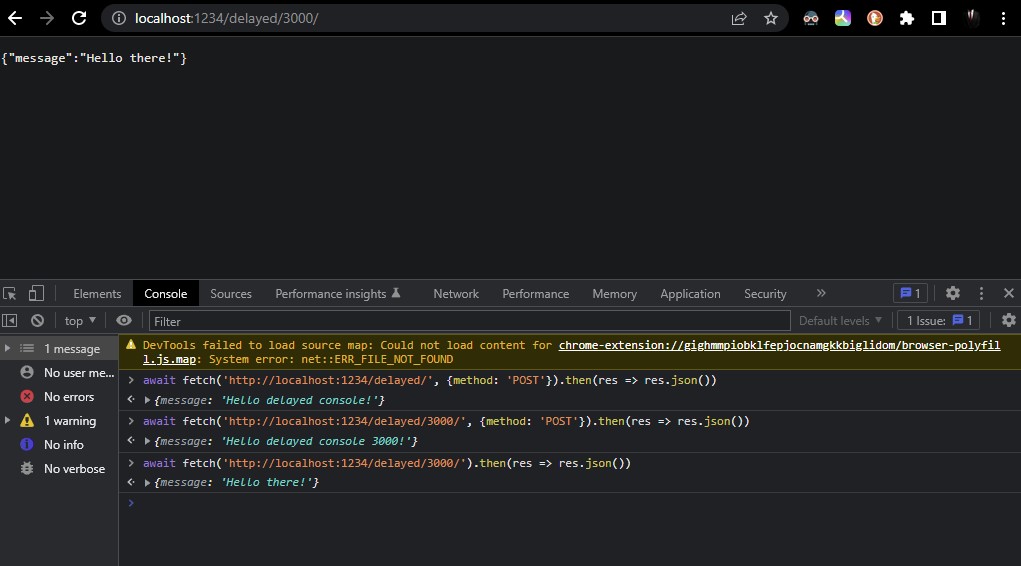 localhost:1234/delayed/3000/
{"message":"Hello there!"}
Elements Console Sources Performance insights Network Performance Memory Application Security » 1
top Filter Default levels 1 Issue: 1
1 message
No user me...
No errors
1 warning
No info
No verbose
DevTools failed to load source map: Could not load content for chrome-extension://gighmmpiobklfepjocnamgkkbiglidom/browser-polyfil
l.js.map: System error: net::ERR_FILE_NOT_FOUND
> await fetch('http://localhost:1234/delayed/', {method: 'POST'}).then(res => res.json())
{message: 'Hello delayed console!'}
> await fetch('http://localhost:1234/delayed/3000/', {method: 'POST'}).then(res => res.json())
{message: 'Hello delayed console 3000!'}
> await fetch('http://localhost:1234/delayed/3000/').then(res => res.json())
{message: 'Hello there!'}
>